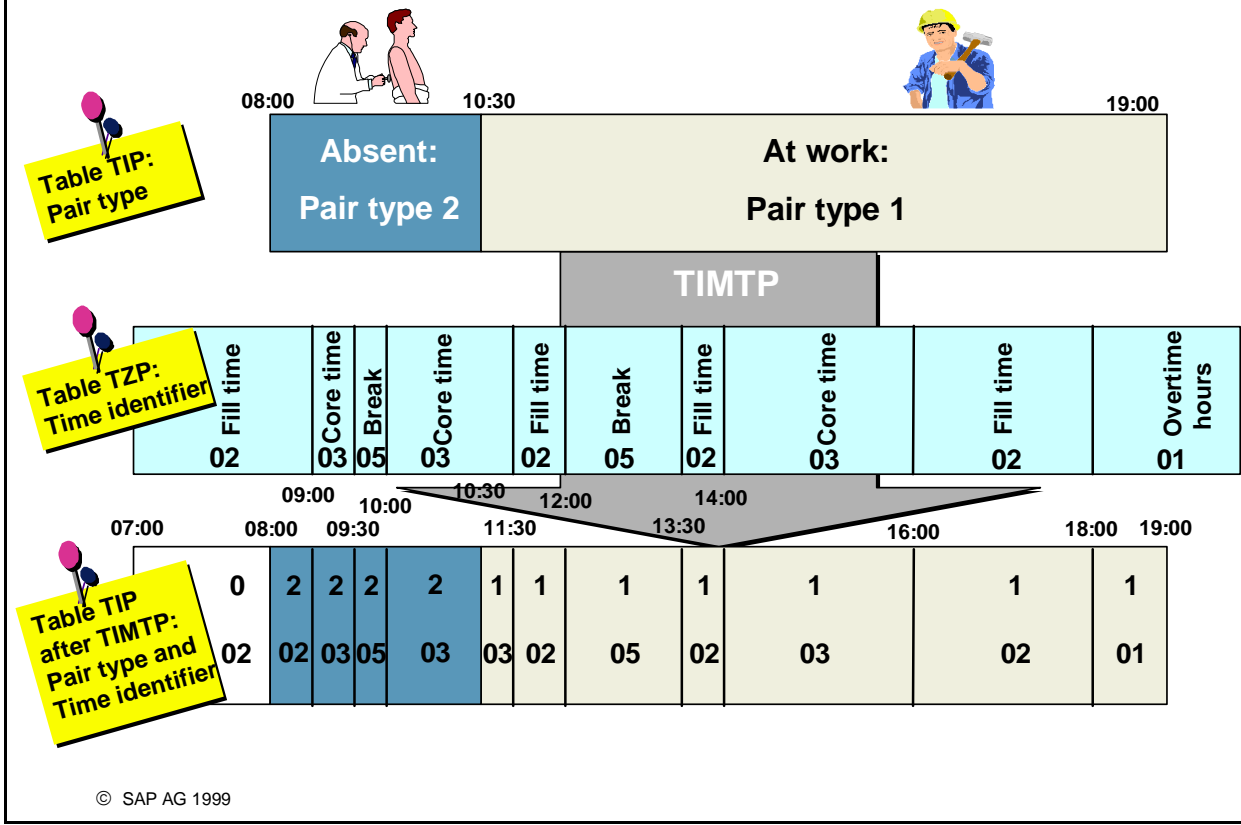 08:00
10:30
19:00
Table TIP:
Pair type
Absent:
Pair type 2
At work:
Pair type 1
TIMTP
Table TZP:
Time identifier
Fill time
02
Core time
03
Break
05
Core time
03
Fill time
02
Break
05
Fill time
02
Core time
03
Fill time
02
Overtime
hours
01
07:00
08:00
09:00
09:30
10:00
10:30
11:30
12:00
13:30
14:00
16:00
18:00
19:00
Table TIP
after TIMTP:
Pair type and
Time identifier
0 2 2 2 2 1 1 1 1 1 1 1
02 02 03 05 03 03 02 05 02 03 02 01
© SAP AG 1999